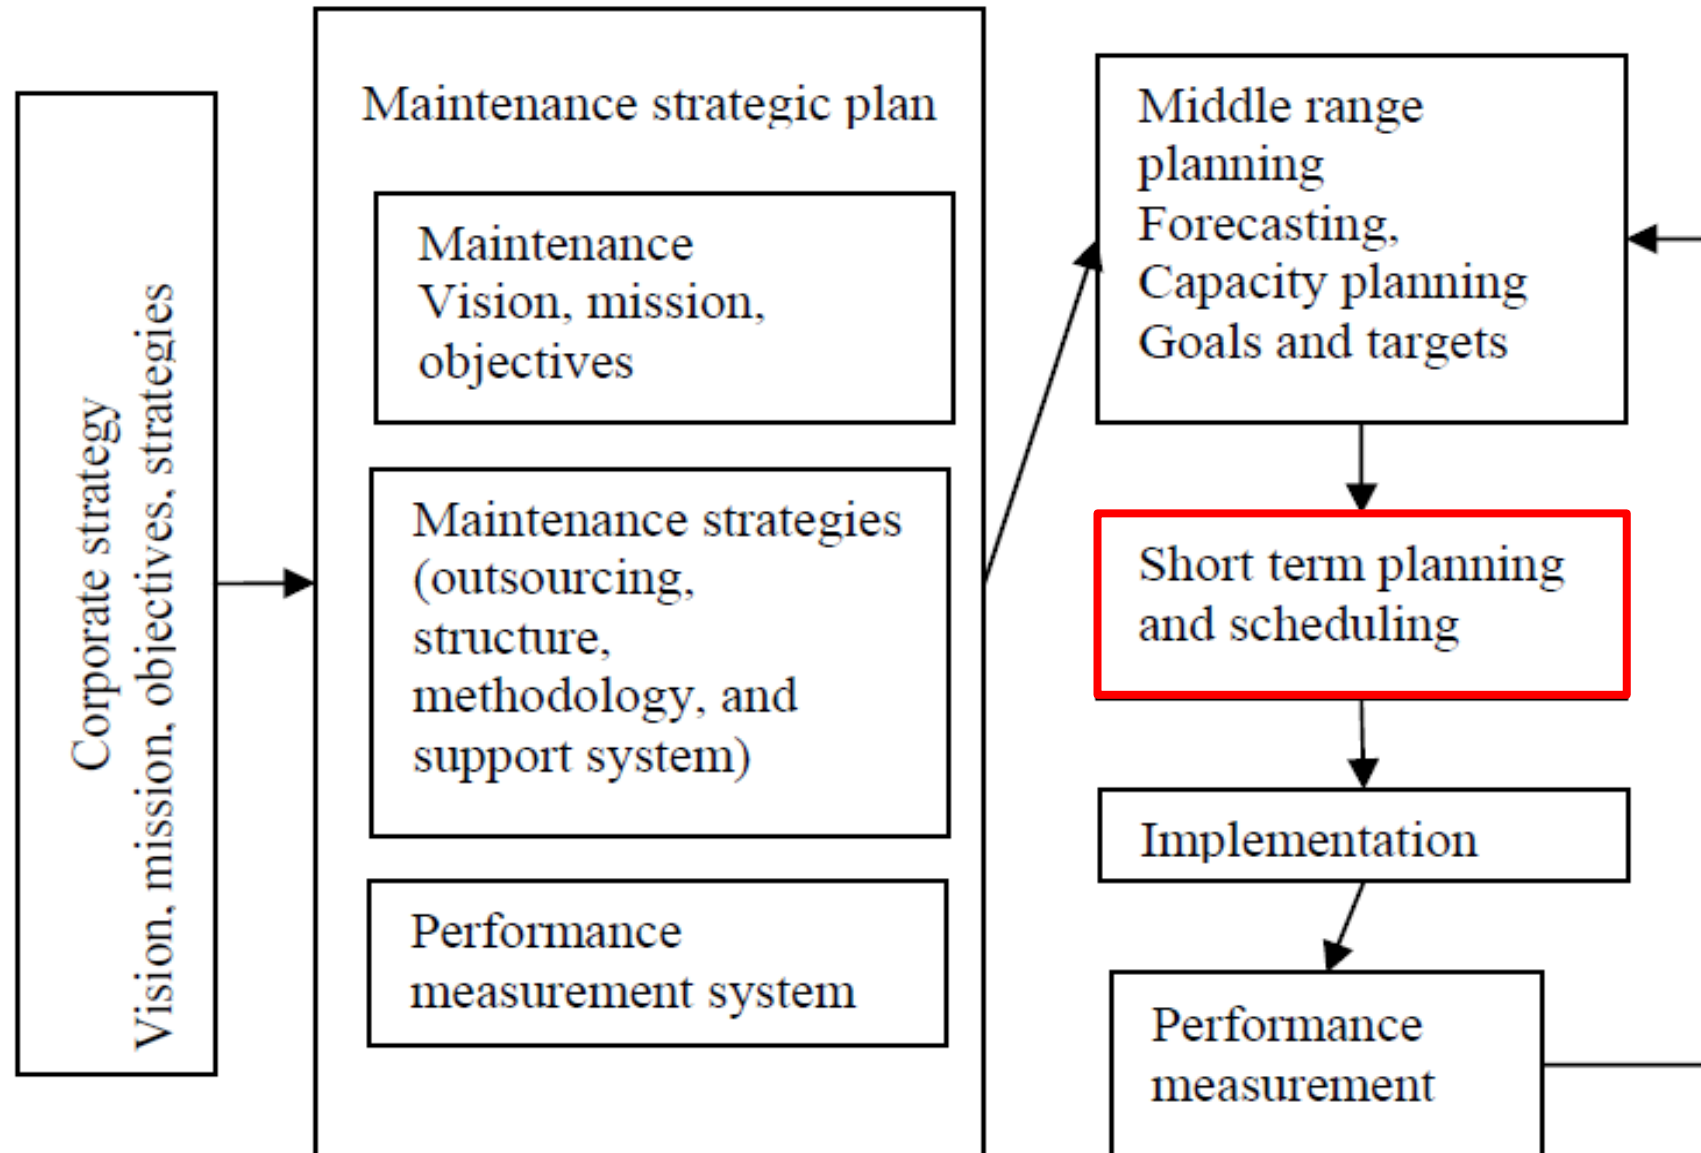 Corporate strategy
Vision, mission, objectives, strategies
Maintenance strategic plan
Maintenance
Vision, mission,
objectives
Maintenance strategies
(outsourcing,
structure,
methodology, and
support system)
Performance
measurement system
Middle range
planning
Forecasting,
Capacity planning
Goals and targets
Short term planning
and scheduling
Implementation
Performance
measurement